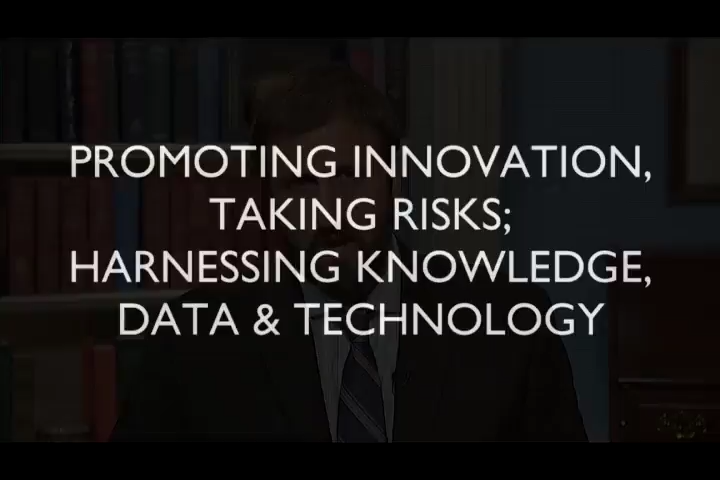 PROMOTING INNOVATION,
TAKING RISKS;
HARNESSING KNOWLEDGE,
DATA & TECHNOLOGY